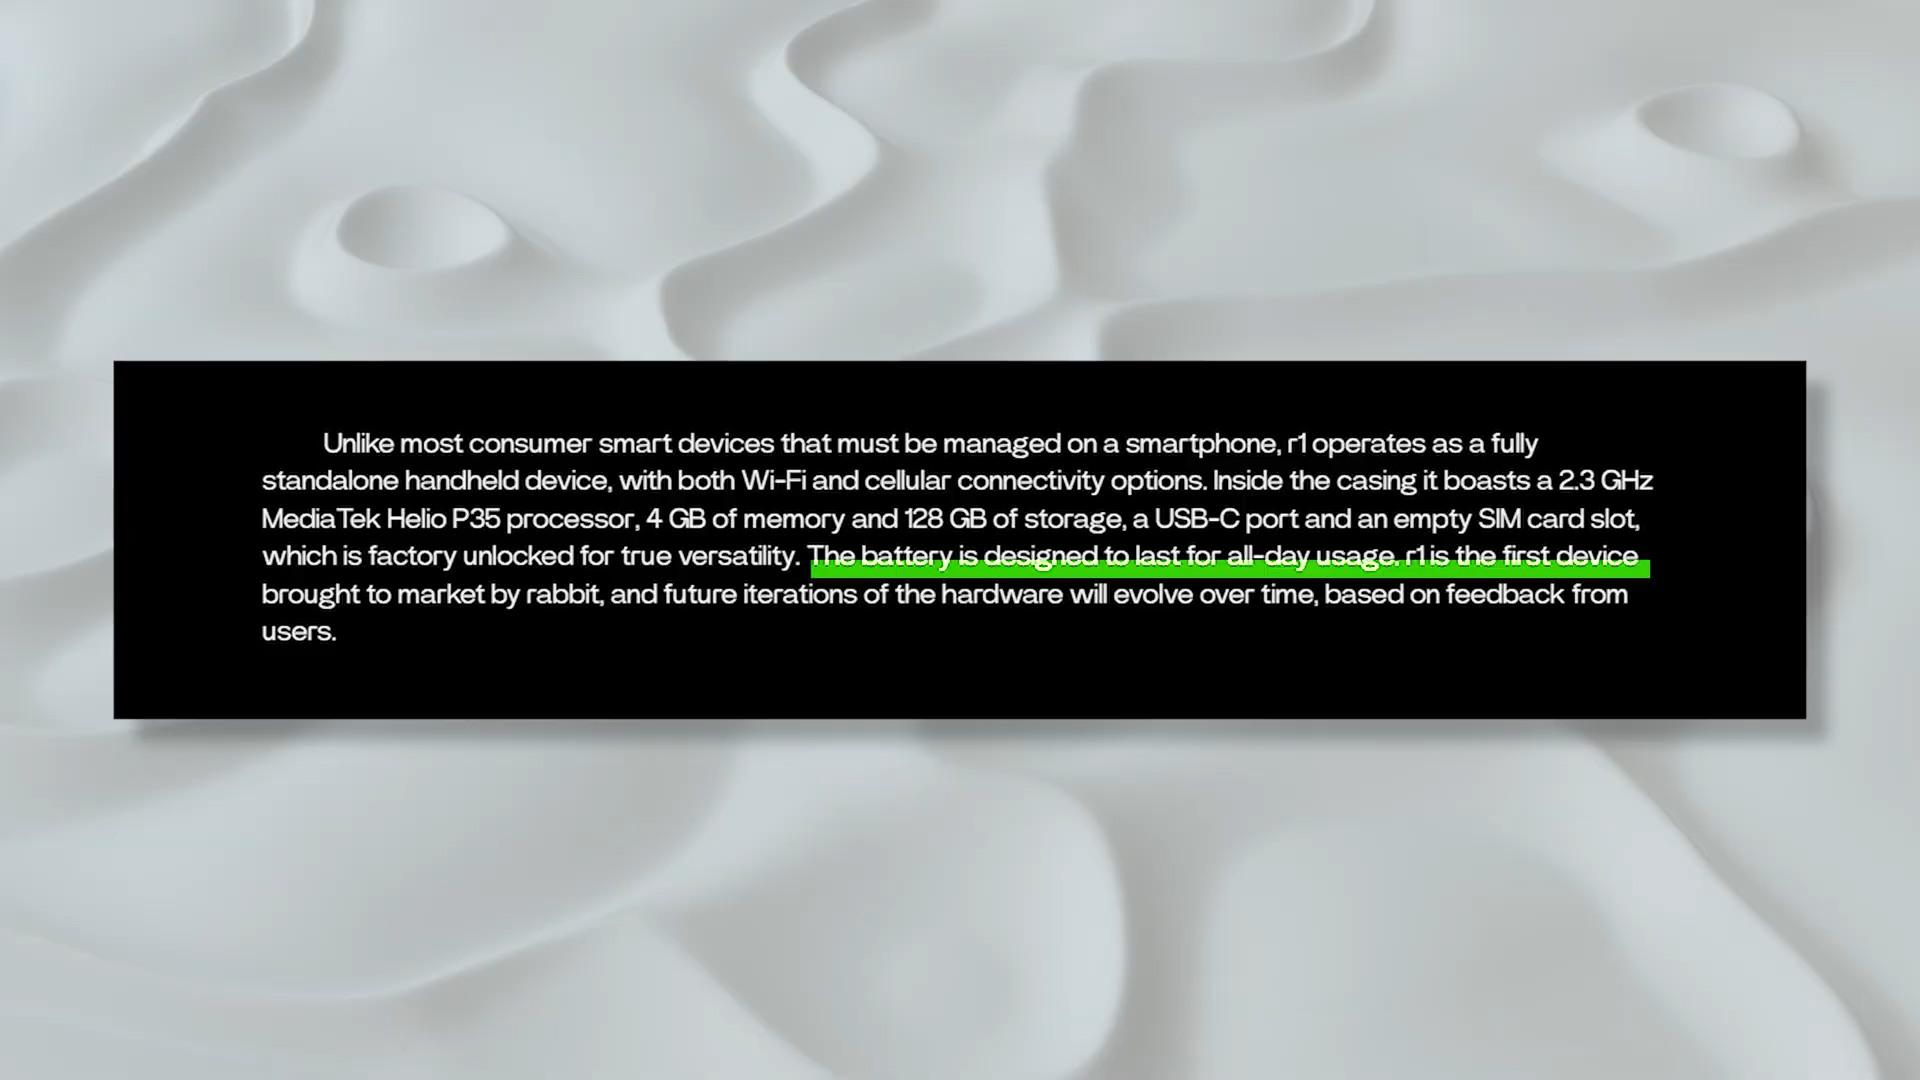 Unlike most consumer smart devices that must be managed on a smartphone, r1 operates as a fully
standalone handheld device, with both Wi-Fi and cellular connectivity options. Inside the casing it boasts a 2.3 GHz
MediaTek Helio P35 processor, 4 GB of memory and 128 GB of storage, a USB-C port and an empty SIM card slot,
which is factory unlocked for true versatility. The battery is designed to last for all-day usage. r1 is the first device
brought to market by rabbit, and future iterations of the hardware will evolve over time, based on feedback from
users.